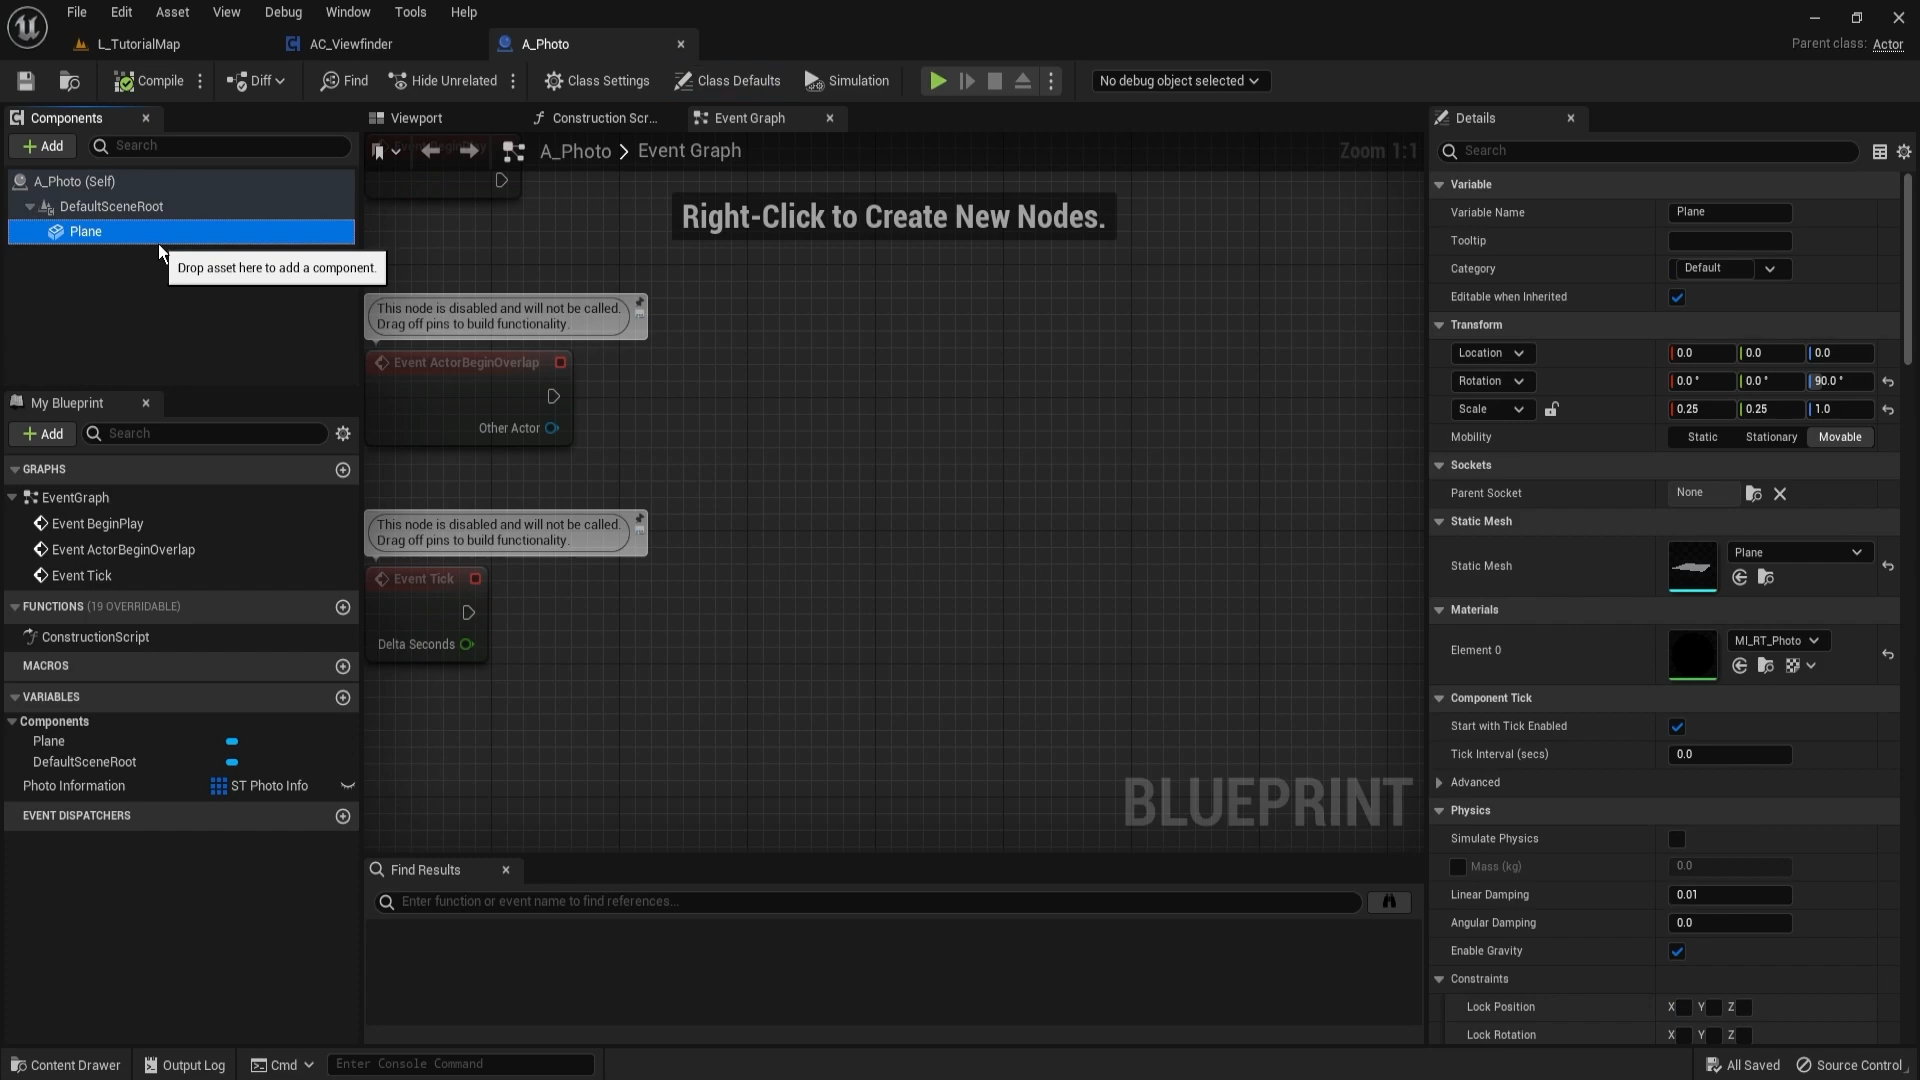 File Edit Asset View Debug Window Tools Help
L_TutorialMap AC_Viewfinder A_Photo
Parent class: Actor
Compile Diff Find Hide Unrelated Class Settings Class Defaults Simulation No debug object selected
Components
Add Search
A_Photo (Self)
DefaultSceneRoot
Plane
Drop asset here to add a component.
My Blueprint
Add Search
GRAPHS
EventGraph
Event BeginPlay
Event ActorBeginOverlap
Event Tick
FUNCTIONS (19 OVERRIDABLE)
ConstructionScript
MACROS
VARIABLES
Components
Plane
DefaultSceneRoot
Photo Information ST Photo Info
EVENT DISPATCHERS
Viewport Construction Scr... Event Graph
A_Photo > Event Graph
Zoom 1:1
Right-Click to Create New Nodes.
This node is disabled and will not be called.
Drag off pins to build functionality.
Event ActorBeginOverlap
Other Actor
This node is disabled and will not be called.
Drag off pins to build functionality.
Event Tick
Delta Seconds
BLUEPRINT
Find Results
Enter function or event name to find references...
Details
Search
Variable
Variable Name Plane
Tooltip
Category Default
Editable when Inherited
Transform
Location 0.0 0.0 0.0
Rotation 0.0 ° 0.0 ° 90.0 °
Scale 0.25 0.25 1.0
Mobility Static Stationary Movable
Sockets
Parent Socket None
Static Mesh
Static Mesh Plane
Materials
Element 0 MI_RT_Photo
Component Tick
Start with Tick Enabled
Tick Interval (secs) 0.0
Advanced
Physics
Simulate Physics
Mass (kg) 0.0
Linear Damping 0.01
Angular Damping 0.0
Enable Gravity
Constraints
Lock Position X Y Z
Lock Rotation X Y Z
Content Drawer Output Log Cmd Enter Console Command All Saved Source Control